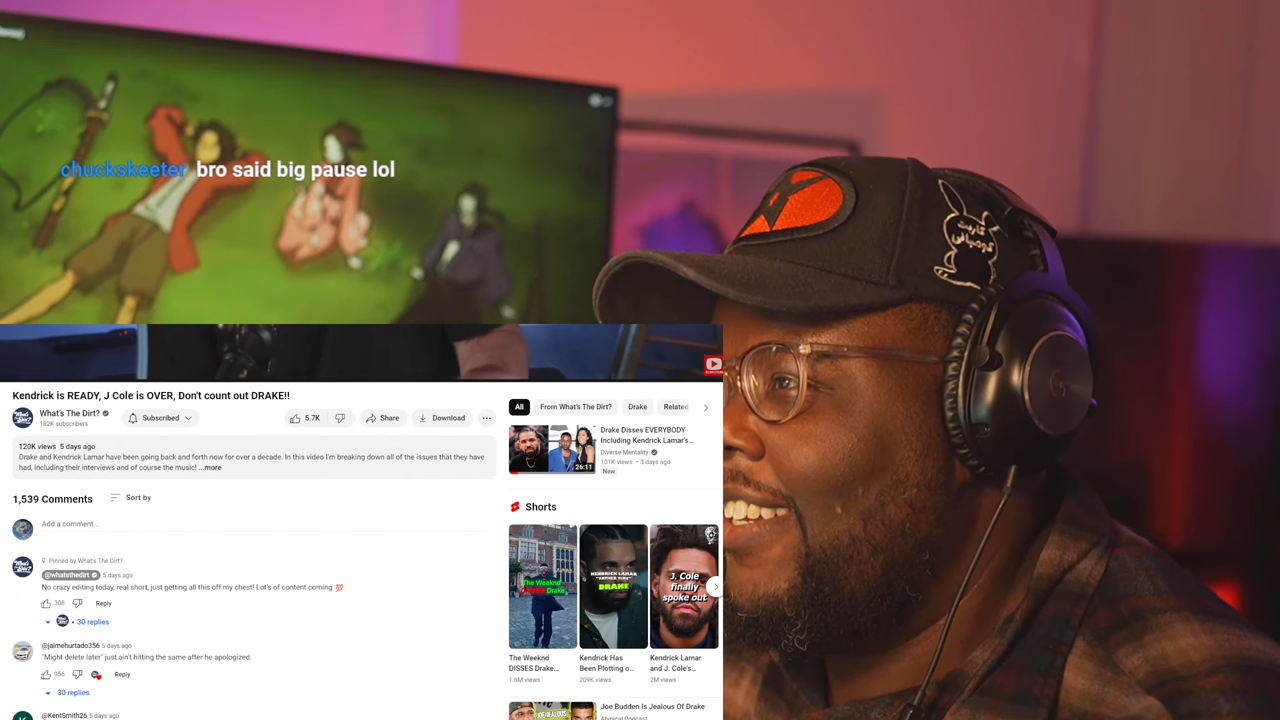 chuckskeeter bro said big pause lol
كاريت
كوميافي
Kendrick is READY, J Cole is OVER, Don't count out DRAKE!!
What's The Dirt?
182K subscribers
Subscribed
5.7K
Share
Download
120K views 5 days ago
Drake and Kendrick Lamar have been going back and forth now for over a decade. In this video I'm breaking down all of the issues that they have had, including their interviews and of course the music! ...more
1,539 Comments
Sort by
Add a comment...
Pinned by What's The Dirt?
@whatsthedirt 5 days ago
No crazy editing today, real short, just getting all this off my chest! Lot's of content coming 💯
308
Reply
30 replies
@jaimehurtado356 5 days ago
"Might delete later" just ain't hitting the same after he apologized.
956
Reply
30 replies
@KentSmith26 5 days ago
All
From What's The Dirt?
Drake
Related
Drake Disses EVERYBODY
Including Kendrick Lamar's...
Diverse Mentality
101K views • 3 days ago
New
26:11
Shorts
The Weeknd
Drake
KENDRICK LAMAR
DRAKE
J. Cole
finally
spoke out
The Weeknd
DISSES Drake...
1.6M views
Kendrick Has
Been Plotting o...
209K views
Kendrick Lamar
and J. Cole's...
2M views
Joe Budden Is Jealous Of Drake